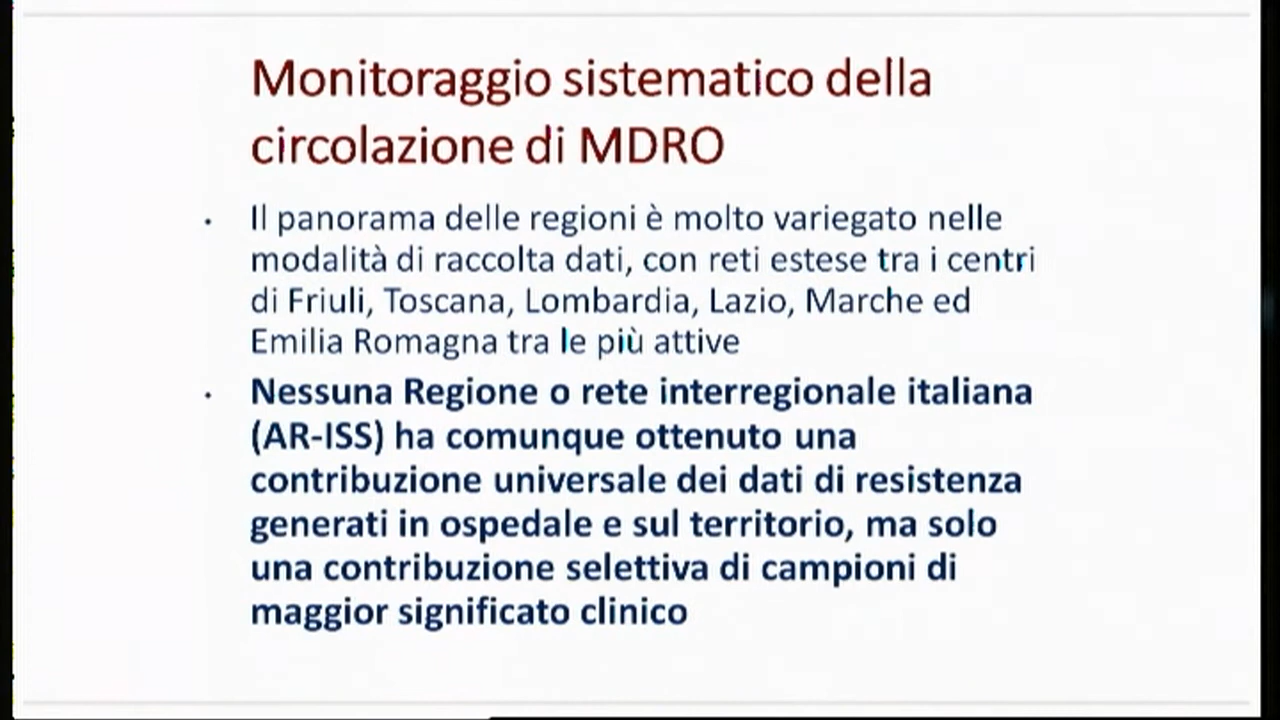 Monitoraggio sistematico della
circolazione di MDRO
• Il panorama delle regioni è molto variegato nelle
modalità di raccolta dati, con reti estese tra i centri
di Friuli, Toscana, Lombardia, Lazio, Marche ed
Emilia Romagna tra le più attive
• Nessuna Regione o rete interregionale italiana
(AR-ISS) ha comunque ottenuto una
contribuzione universale dei dati di resistenza
generati in ospedale e sul territorio, ma solo
una contribuzione selettiva di campioni di
maggior significato clinico